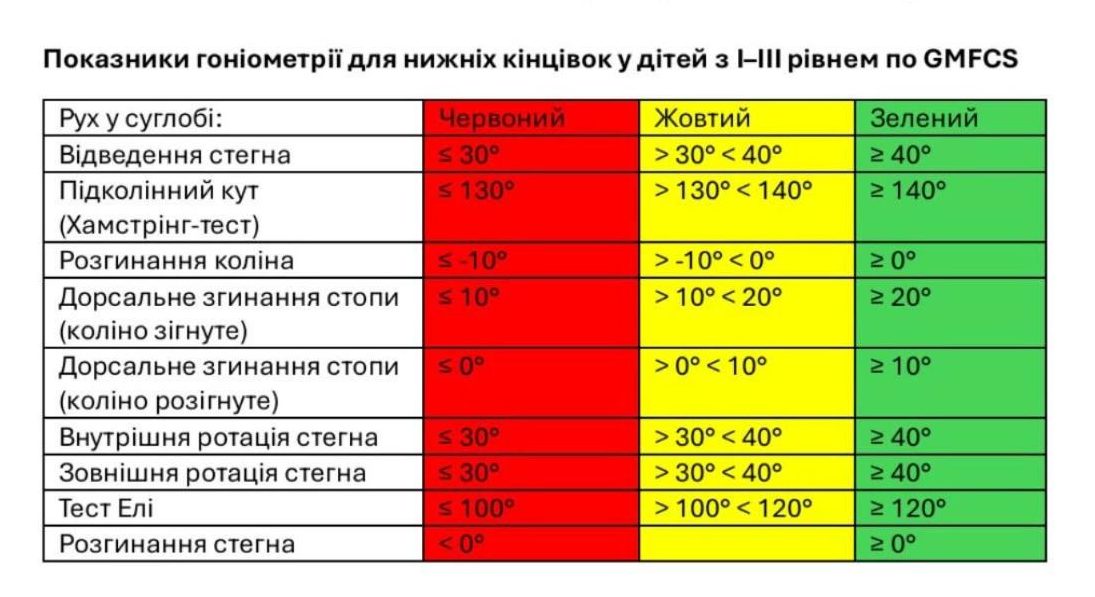 Показники гоніометрії для нижніх кінцівок у дітей з I–III рівнем по GMFCS
Рух у суглобі: Червоний Жовтий Зелений
Відведення стегна ≤ 30° > 30° < 40° ≥ 40°
Підколінний кут ≤ 130° > 130° < 140° ≥ 140°
(Хамстрінг-тест)
Розгинання коліна ≤ -10° > -10° < 0° ≥ 0°
Дорсальне згинання стопи ≤ 10° > 10° < 20° ≥ 20°
(коліно зігнуте)
Дорсальне згинання стопи ≤ 0° > 0° < 10° ≥ 10°
(коліно розігнуте)
Внутрішня ротація стегна ≤ 30° > 30° < 40° ≥ 40°
Зовнішня ротація стегна ≤ 30° > 30° < 40° ≥ 40°
Тест Елі ≤ 100° > 100° < 120° ≥ 120°
Розгинання стегна < 0° ≥ 0°